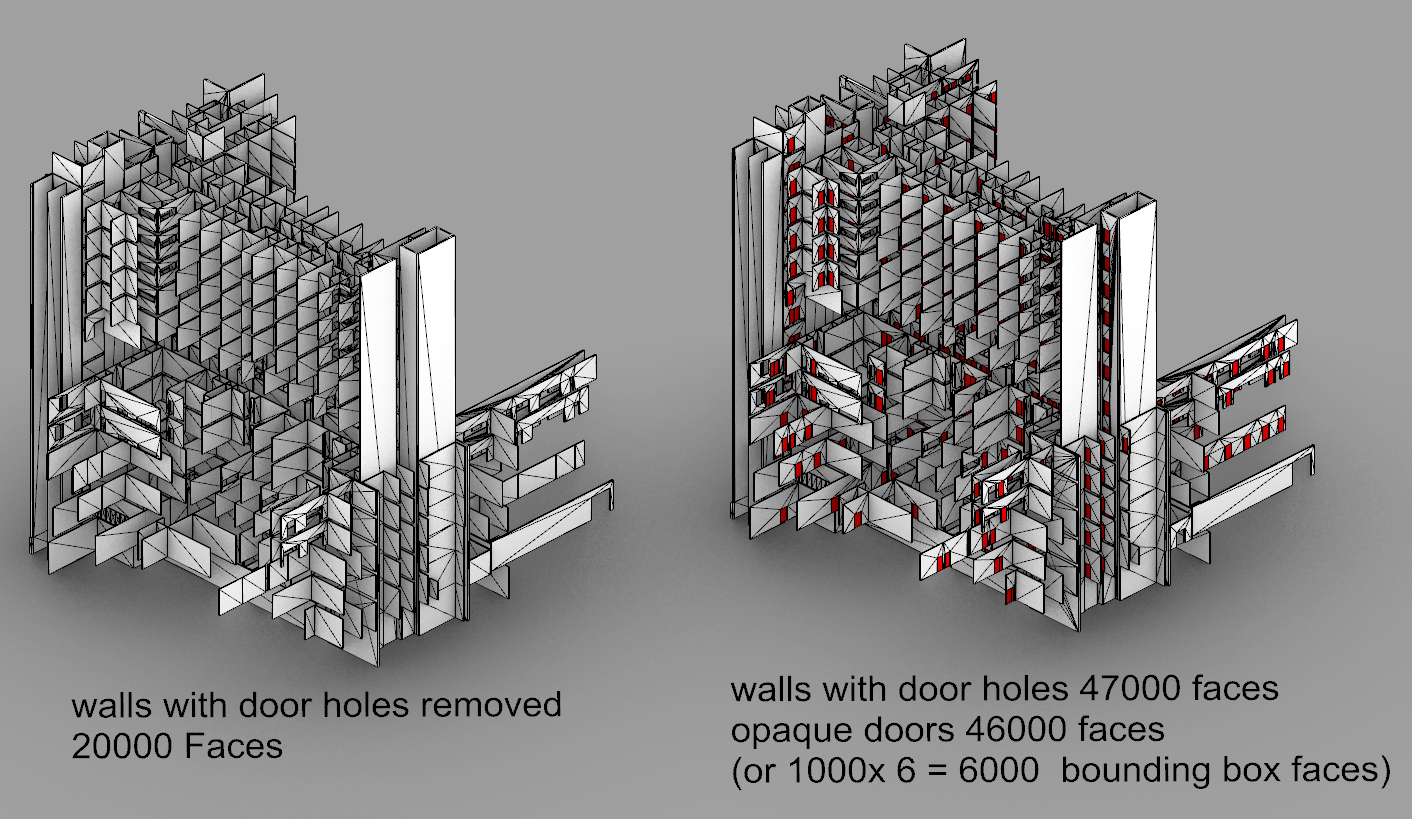 walls with door holes removed
20000 Faces
walls with door holes 47000 faces
opaque doors 46000 faces
(or 1000x 6 = 6000  bounding box faces)